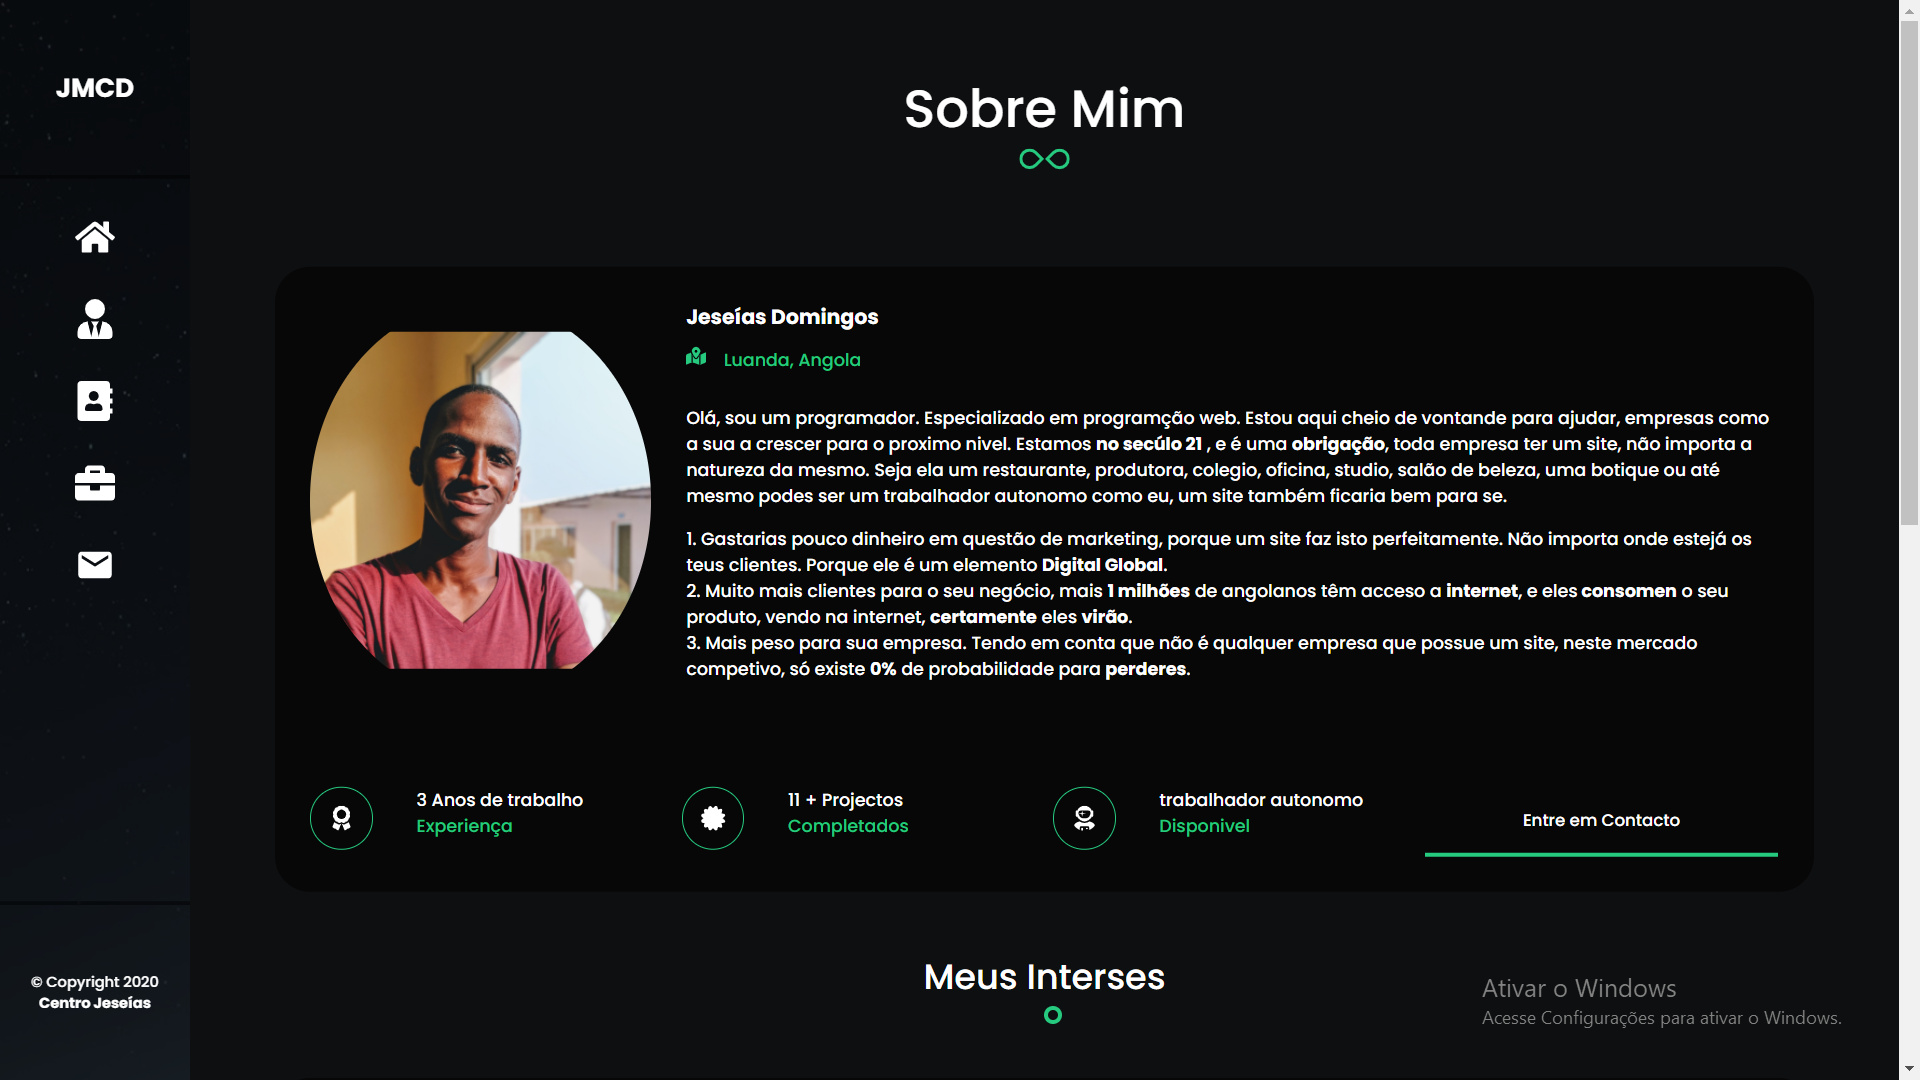 JMCD
Sobre Mim
Jeseías Domingos
Luanda, Angola
Olá, sou um programador. Especializado em programção web. Estou aqui cheio de vontande para ajudar, empresas como
a sua a crescer para o proximo nivel. Estamos no secúlo 21 , e é uma obrigação, toda empresa ter um site, não importa a
natureza da mesmo. Seja ela um restaurante, produtora, colegio, oficina, studio, salão de beleza, uma botique ou até
mesmo podes ser um trabalhador autonomo como eu, um site também ficaria bem para se.
1. Gastarias pouco dinheiro em questão de marketing, porque um site faz isto perfeitamente. Não importa onde estejá os
teus clientes. Porque ele é um elemento Digital Global.
2. Muito mais clientes para o seu negócio, mais 1 milhões de angolanos têm acceso a internet, e eles consomen o seu
produto, vendo na internet, certamente eles virão.
3. Mais peso para sua empresa. Tendo em conta que não é qualquer empresa que possue um site, neste mercado
competivo, só existe 0% de probabilidade para perderes.
3 Anos de trabalho
Experiença
11 + Projectos
Completados
trabalhador autonomo
Disponivel
Entre em Contacto
© Copyright 2020
Centro Jeseías
Meus Interses
Ativar o Windows
Acesse Configurações para ativar o Windows.